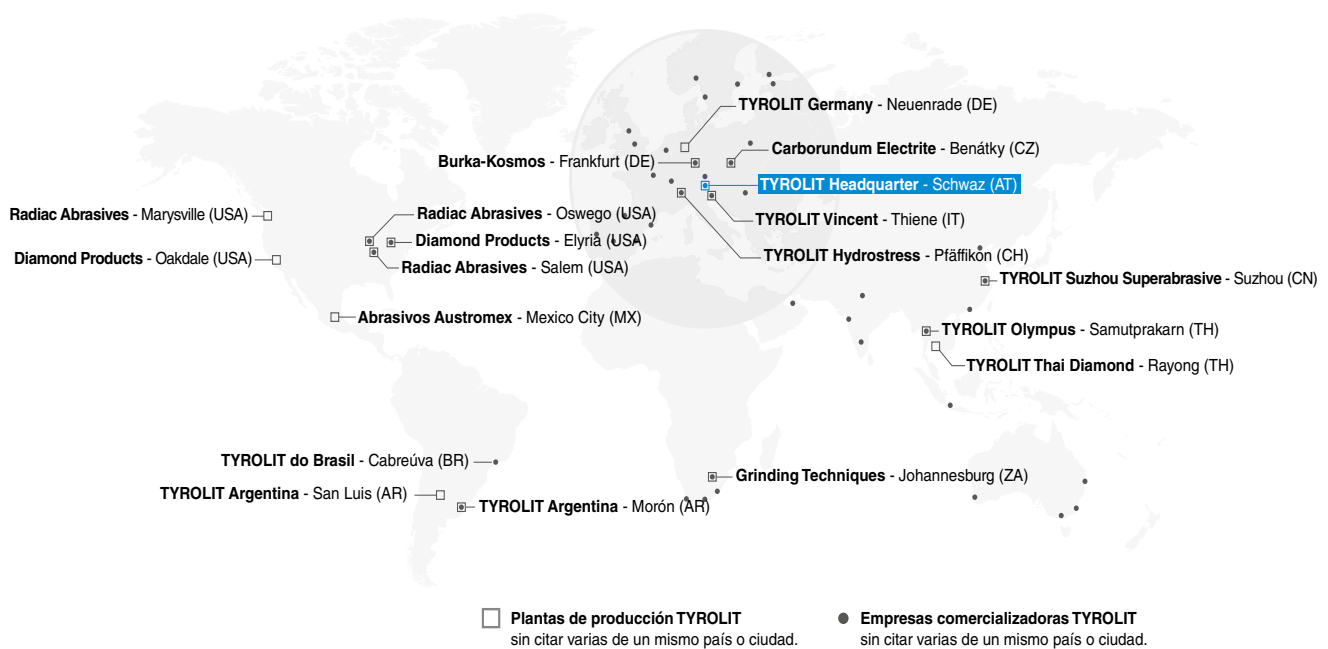 TYROLIT Germany - Neuenrade (DE)
Carborundum Electrite - Benátky (CZ)
Burka-Kosmos - Frankfurt (DE)
TYROLIT Headquarter - Schwaz (AT)
Radiac Abrasives - Marysville (USA)
Radiac Abrasives - Oswego (USA)
TYROLIT Vincent - Thiene (IT)
Diamond Products - Elyria (USA)
Diamond Products - Oakdale (USA)
TYROLIT Hydrostress - Pfäffikon (CH)
Radiac Abrasives - Salem (USA)
TYROLIT Suzhou Superabrasive - Suzhou (CN)
Abrasivos Austromex - Mexico City (MX)
TYROLIT Olympus - Samutprakarn (TH)
TYROLIT Thai Diamond - Rayong (TH)
TYROLIT do Brasil - Cabreúva (BR)
Grinding Techniques - Johannesburg (ZA)
TYROLIT Argentina - San Luis (AR)
TYROLIT Argentina - Morón (AR)
Plantas de producción TYROLIT
sin citar varias de un mismo país o ciudad.
Empresas comercializadoras TYROLIT
sin citar varias de un mismo país o ciudad.